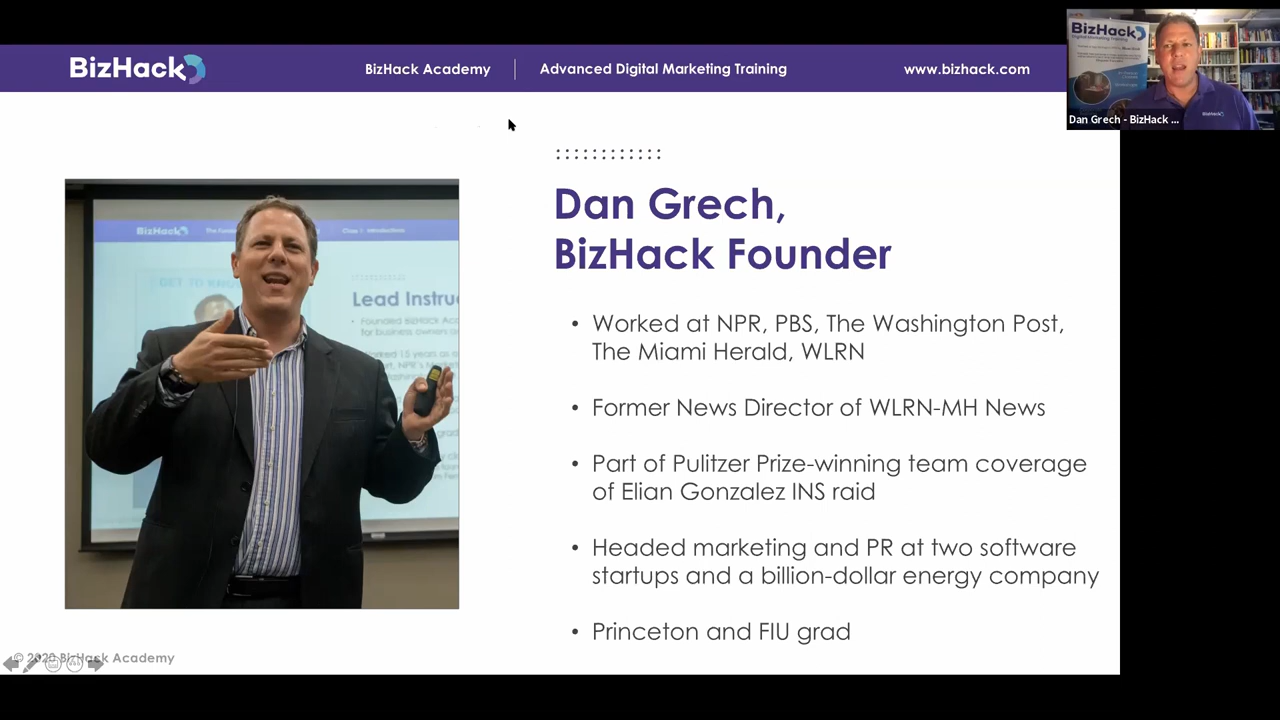 BizHack
BizHack Academy
Advanced Digital Marketing Training
www.bizhack.com
BizHack
Dan Grech - BizHack ...
BizHack
Dan Grech,
BizHack Founder
• Worked at NPR, PBS, The Washington Post,
The Miami Herald, WLRN
• Former News Director of WLRN-MH News
• Part of Pulitzer Prize-winning team coverage
of Elian Gonzalez INS raid
• Headed marketing and PR at two software
startups and a billion-dollar energy company
• Princeton and FIU grad
BizHack
Lead Instruc
© 2020 BizHack Academy